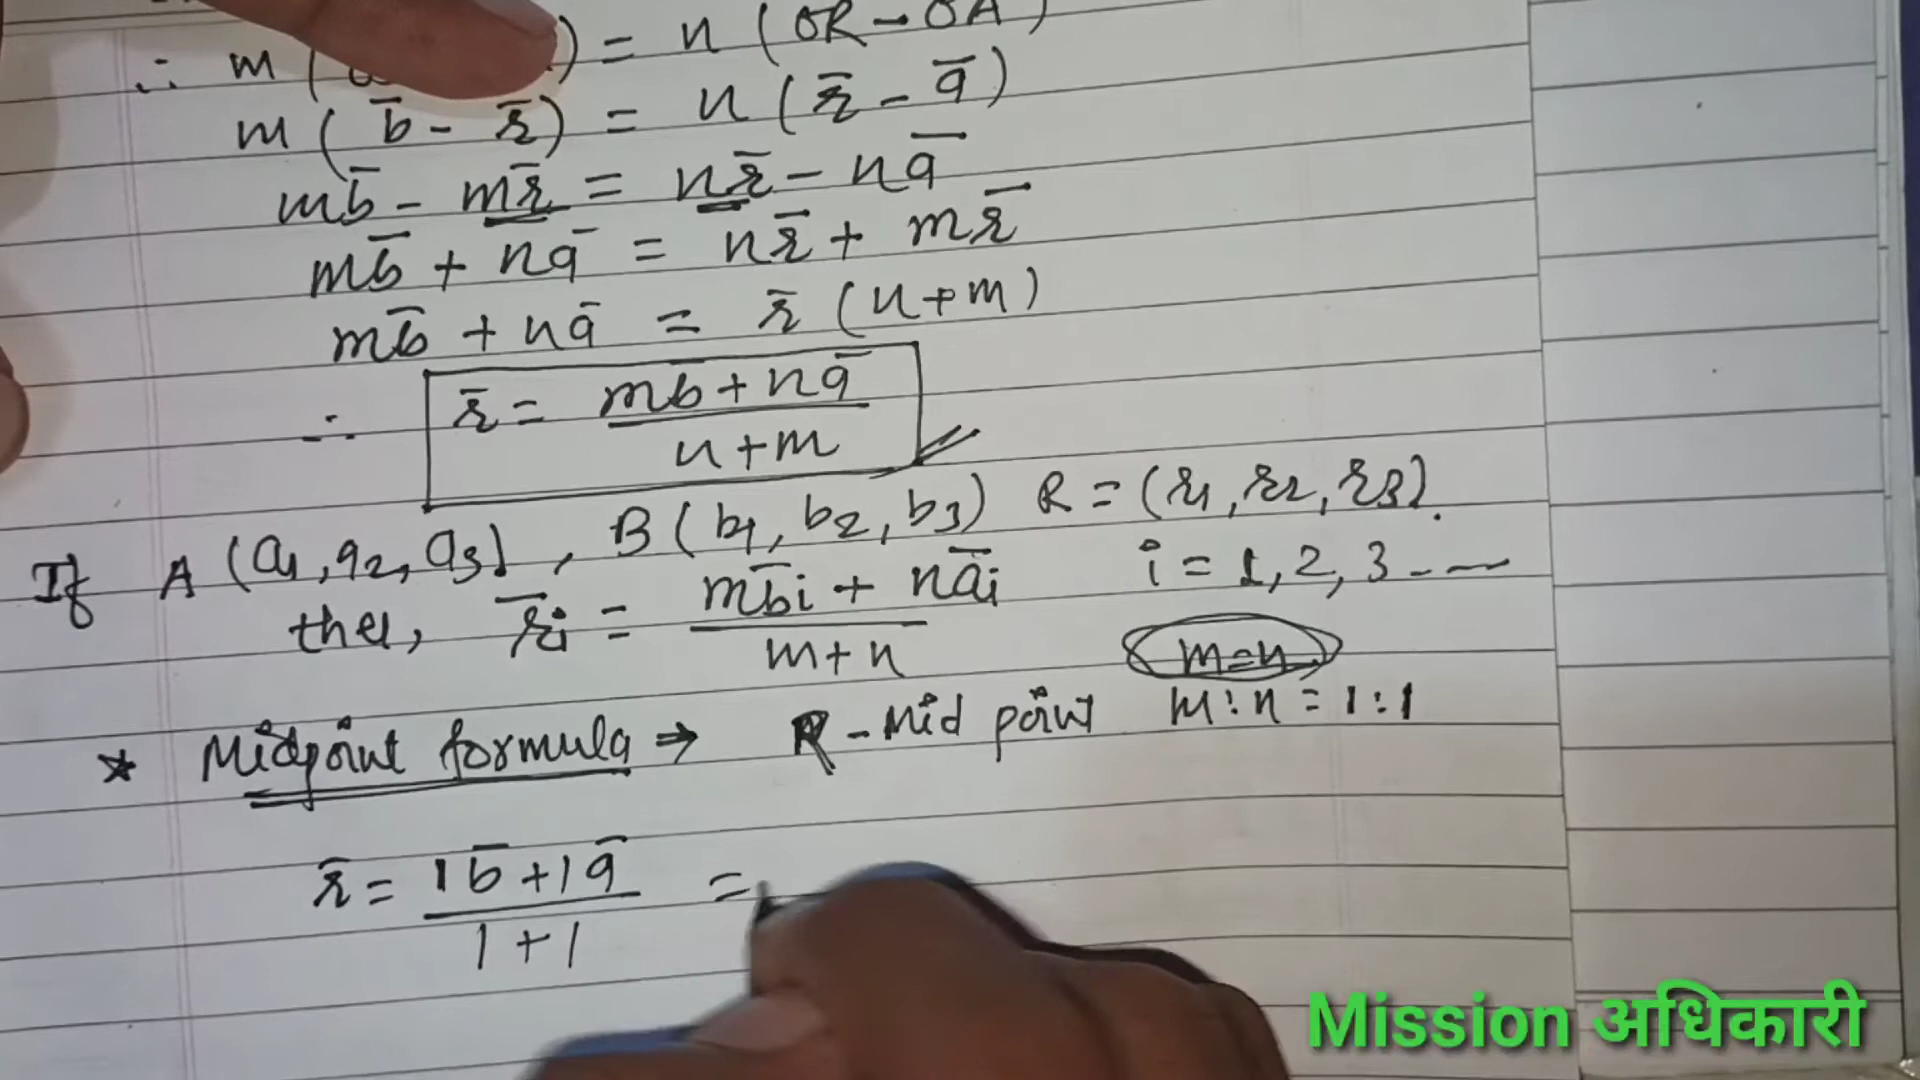 ∴ m ( ) = n (OR - OA)
m ( b̄ - r̄ ) = n ( r̄ - ā )
mb̄ - mr̄ = nr̄ - nā
mb̄ + nā = nr̄ + mr̄
mb̄ + nā = r̄ (n+m)
∴ r̄ = mb̄ + nā / n+m
If A (a1, a2, a3), B (b1, b2, b3) R = (r1, r2, r3).
then, r̄i = mb̄i + nāi / m+n i = 1, 2, 3 - -
m=n
* Midpoint formula ⇒ R - Mid point m:n = 1:1
r̄ = 1b̄ + 1ā / 1+1 =
Mission अधिकारी